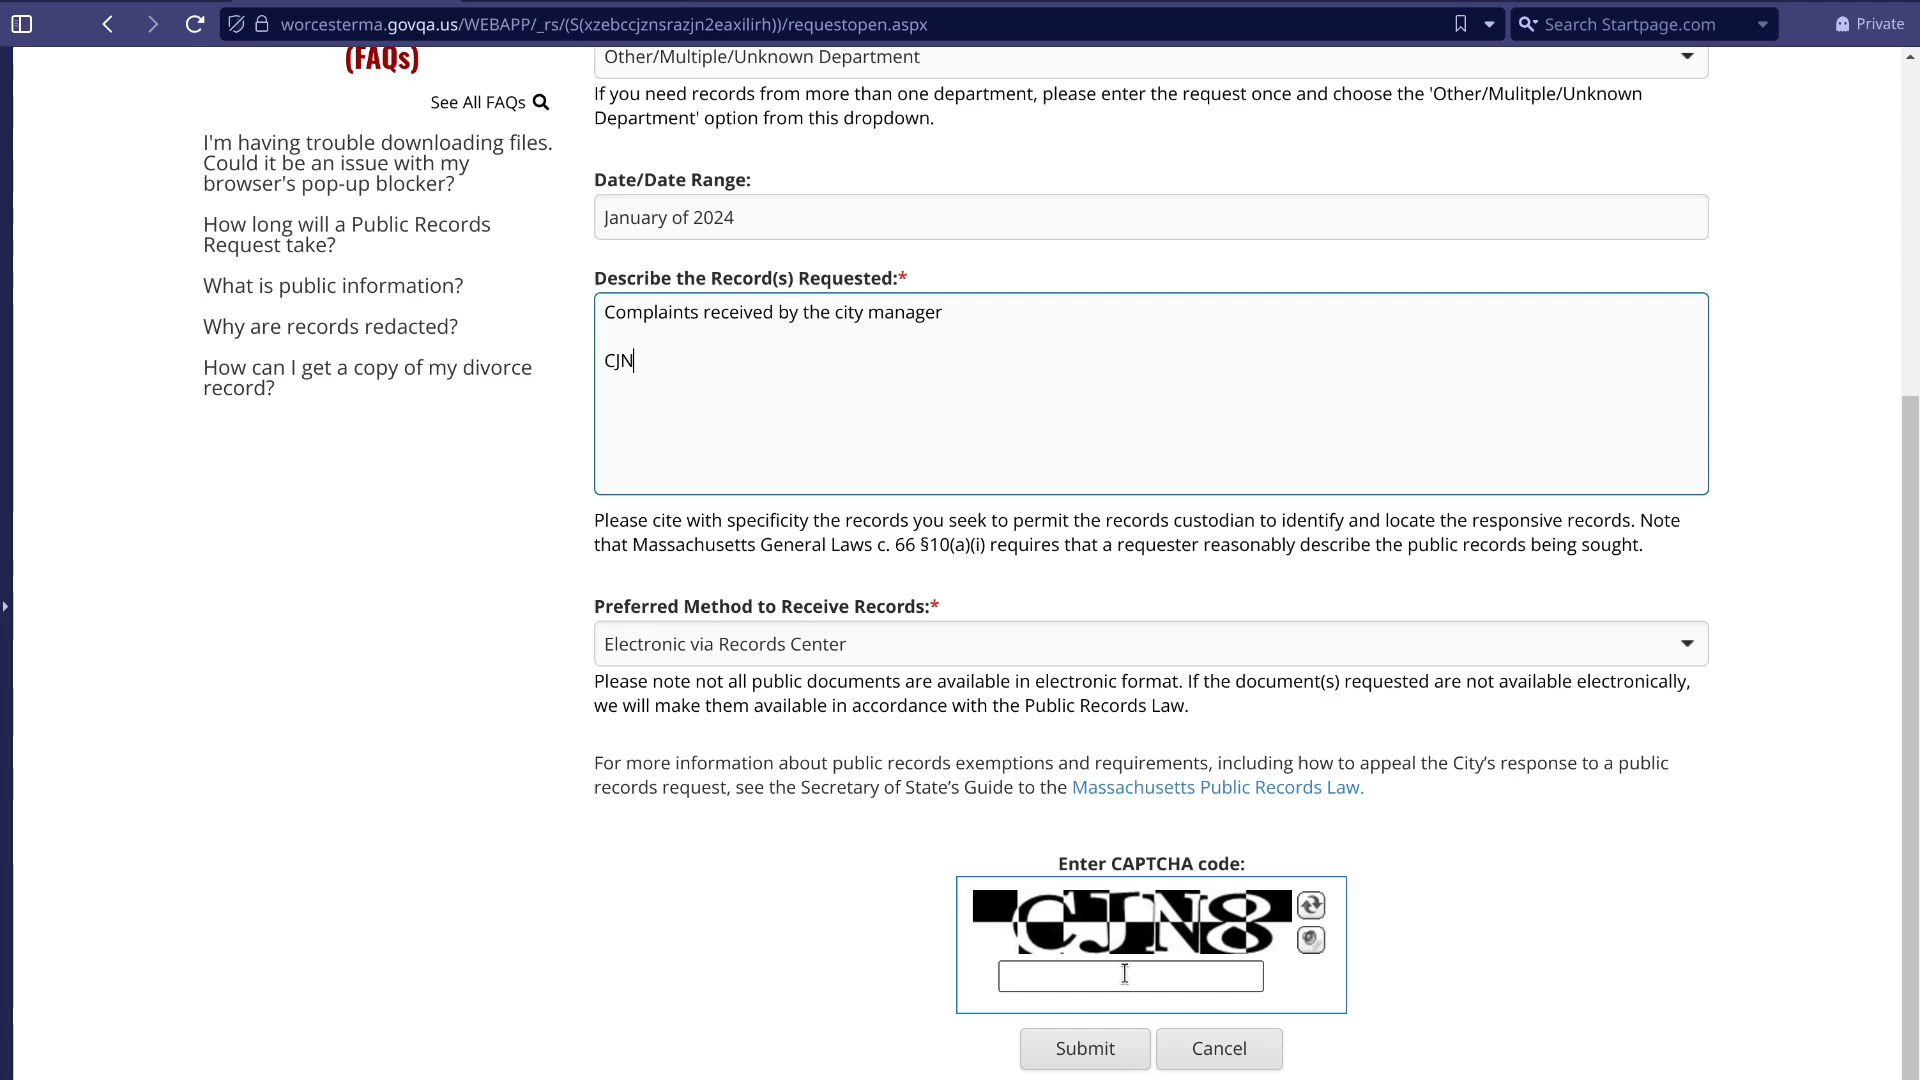 worcesterma.govqa.us/WEBAPP/_rs/(S(xzebccjznsrazjn2eaxilirh))/requestopen.aspx
Search Startpage.com
Private
(FAQs)
See All FAQs
I'm having trouble downloading files.
Could it be an issue with my
browser's pop-up blocker?
How long will a Public Records
Request take?
What is public information?
Why are records redacted?
How can I get a copy of my divorce
record?
Other/Multiple/Unknown Department
If you need records from more than one department, please enter the request once and choose the 'Other/Mulitple/Unknown
Department' option from this dropdown.
Date/Date Range:
January of 2024
Describe the Record(s) Requested:*
Complaints received by the city manager
CJN
Please cite with specificity the records you seek to permit the records custodian to identify and locate the responsive records. Note
that Massachusetts General Laws c. 66 §10(a)(i) requires that a requester reasonably describe the public records being sought.
Preferred Method to Receive Records:*
Electronic via Records Center
Please note not all public documents are available in electronic format. If the document(s) requested are not available electronically,
we will make them available in accordance with the Public Records Law.
For more information about public records exemptions and requirements, including how to appeal the City’s response to a public
records request, see the Secretary of State’s Guide to the Massachusetts Public Records Law.
Enter CAPTCHA code:
CJN8
Submit
Cancel